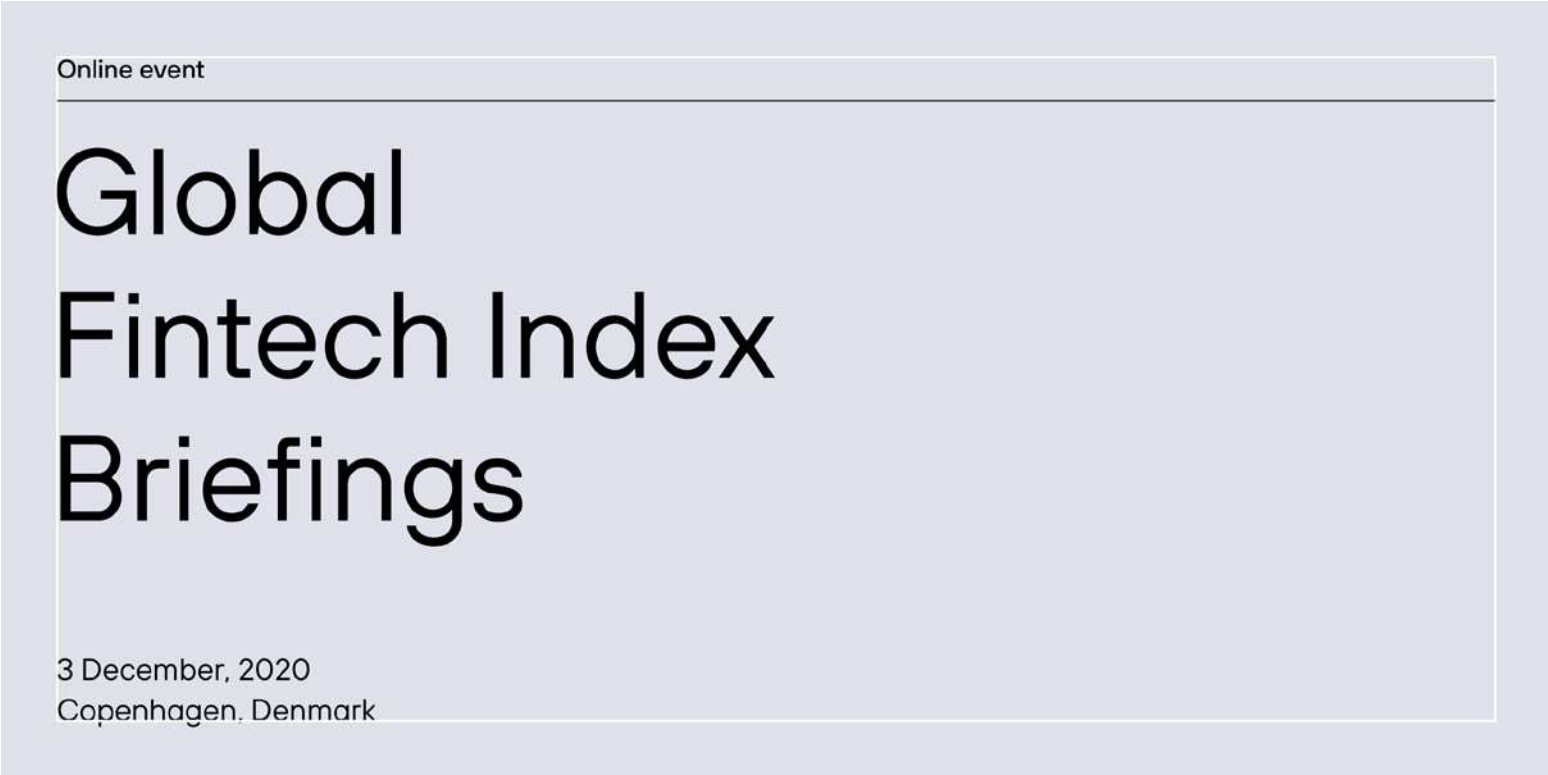 Online event
Global
Fintech Index
Briefings
3 December, 2020
Copenhagen, Denmark